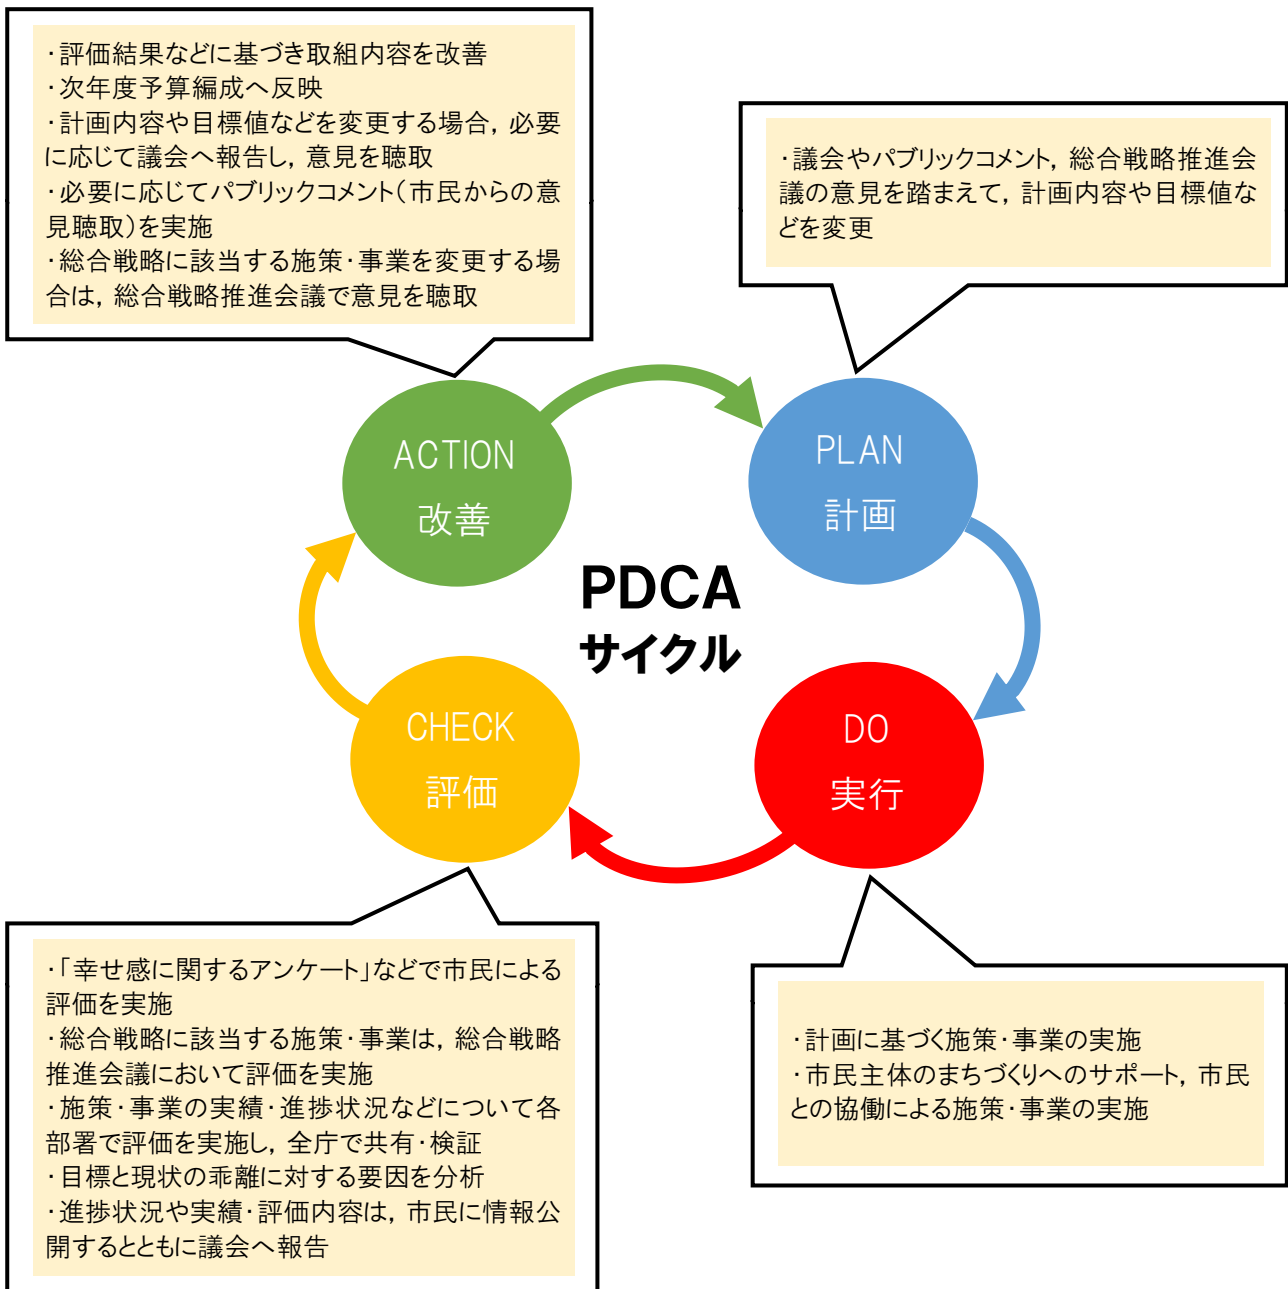 ・評価結果などに基づき取組内容を改善
・次年度予算編成へ反映
・計画内容や目標値などを変更する場合，必要
に応じて議会へ報告し，意見を聴取
・必要に応じてパブリックコメント（市民からの意
見聴取）を実施
・総合戦略に該当する施策・事業を変更する場
合は，総合戦略推進会議で意見を聴取
・議会やパブリックコメント，総合戦略推進会
議の意見を踏まえて，計画内容や目標値な
どを変更
ACTION
改善
PLAN
計画
PDCA
サイクル
CHECK
評価
DO
実行
・「幸せ感に関するアンケート」などで市民による
評価を実施
・総合戦略に該当する施策・事業は，総合戦略
推進会議において評価を実施
・施策・事業の実績・進捗状況などについて各
部署で評価を実施し，全庁で共有・検証
・目標と現状の乖離に対する要因を分析
・進捗状況や実績・評価内容は，市民に情報公
開するとともに議会へ報告
・計画に基づく施策・事業の実施
・市民主体のまちづくりへのサポート，市民
との協働による施策・事業の実施